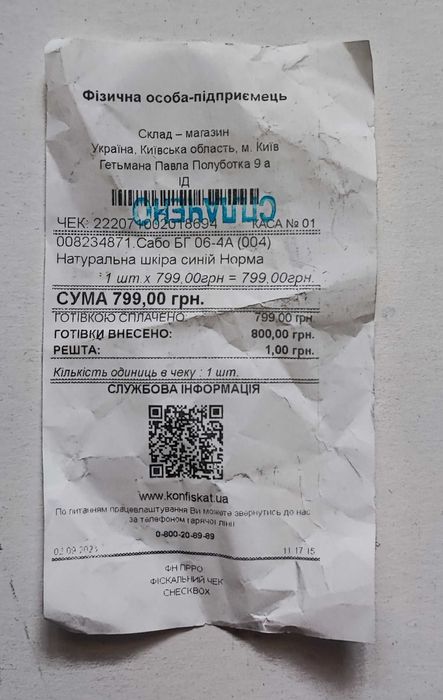 Фізична особа-підприємець
Склад – магазин
Україна, Київська область, м. Київ
Гетьмана Павла Полуботка 9 а
ІД
СПЛАЧЕНО
ЧЕК: 222071002018694 КАСА № 01
008234871.Сабо БГ 06-4А (004)
Натуральна шкіра синій Норма
1 шт.х 799,00грн = 799,00грн.
СУМА 799,00 грн.
ГОТІВКОЮ СПЛАЧЕНО: 799,00 грн.
ГОТІВКИ ВНЕСЕНО: 800,00 грн.
РЕШТА: 1,00 грн.
Кількість одиниць в чеку : 1 шт.
СЛУЖБОВА ІНФОРМАЦІЯ
www.konfiskat.ua
По питанням працевлаштування Ви можете звернутись до нас
за телефоном гарячої лінії
0-800-20-89-89
11:17:15
ФН ПРРО
ФІСКАЛЬНИЙ ЧЕК
CHECKBOX